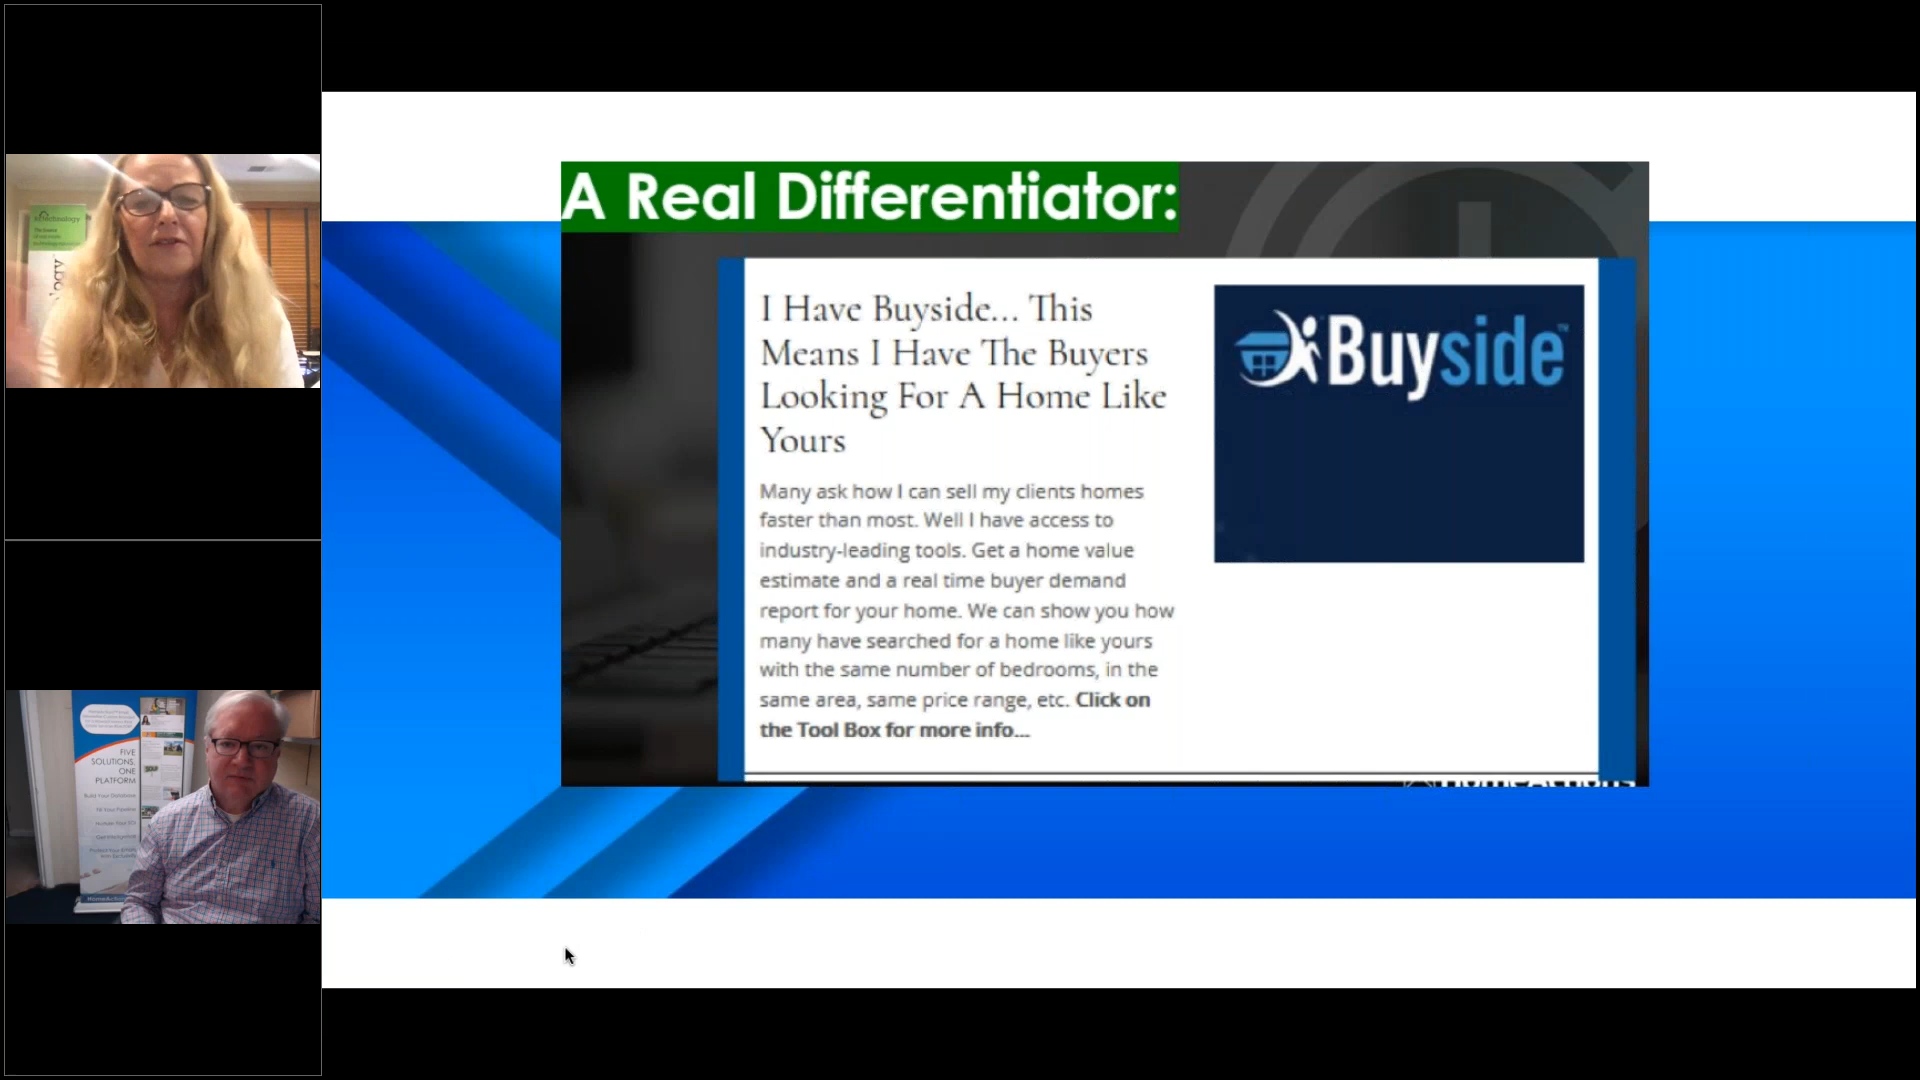 A Real Differentiator:
I Have Buyside... This
Means I Have The Buyers
Looking For A Home Like
Yours
Many ask how I can sell my clients homes
faster than most. Well I have access to
industry-leading tools. Get a home value
estimate and a real time buyer demand
report for your home. We can show you how
many have searched for a home like yours
with the same number of bedrooms, in the
same area, same price range, etc. Click on
the Tool Box for more info...
Buyside
HomeActions
FIVE
SOLUTIONS.
ONE
PLATFORM
Build Your Database